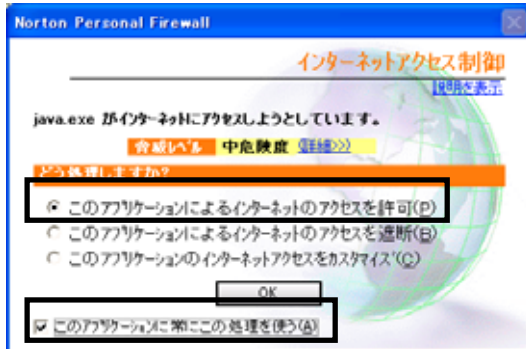 Norton Personal Firewall
インターネットアクセス制御
説明を表示
java.exe がインターネットにアクセスしようとしています。
脅威レベル 中危険度 (詳細>>)
どう処理しますか?
このアプリケーションによるインターネットのアクセスを許可(P)
このアプリケーションによるインターネットのアクセスを遮断(B)
このアプリケーションのインターネットアクセスをカスタマイズ(C)
OK
このアプリケーションに常にこの処理を使う(A)